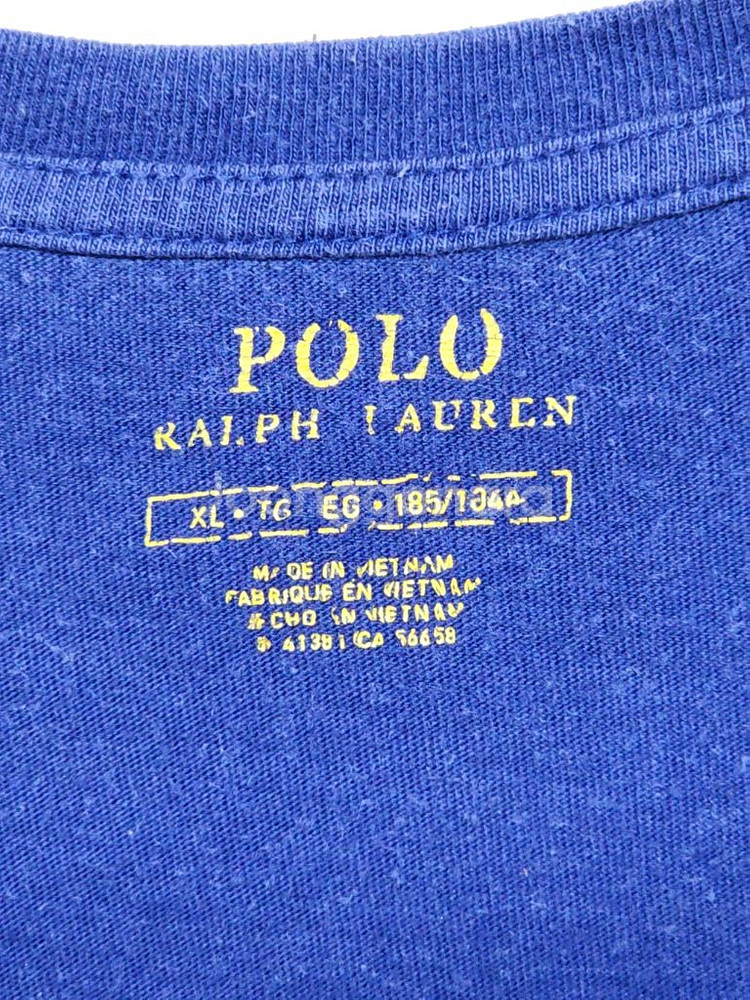 POLO
RALPH LAUREN
XL • TG EG • 185/104A
MADE IN VIETNAM
FABRIQUE EN VIETNAM
HECHO EN VIETNAM
41381/CA 56658